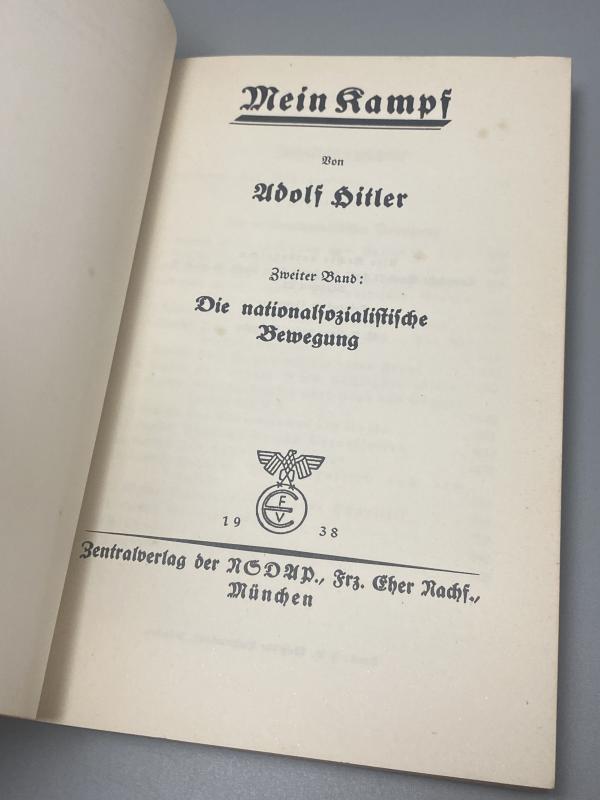 Mein Kampf
Von
Adolf Hitler
Zweiter Band:
Die nationalsozialistische
Bewegung
F
E
V
19 38
Zentralverlag der NSDAP., Frz. Eher Nachf.,
München